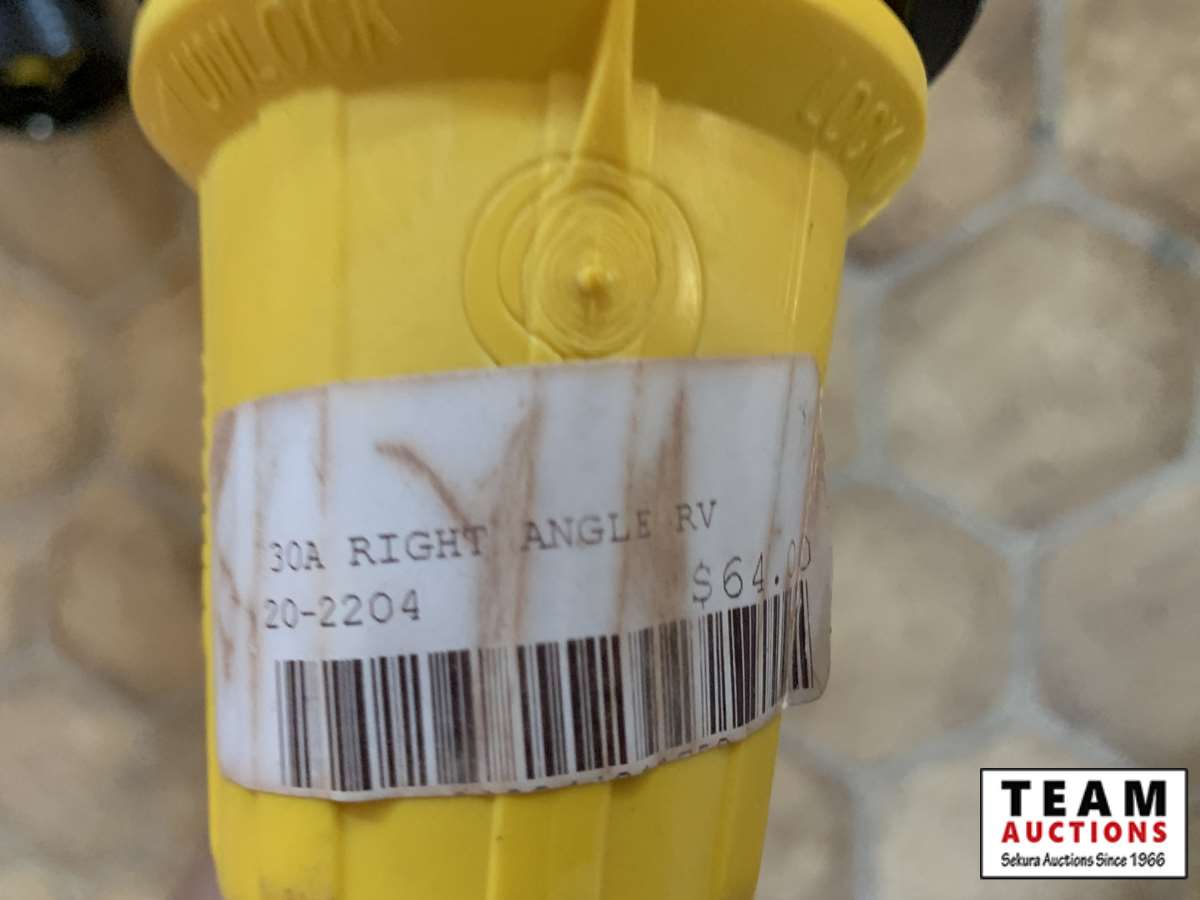 UNLOCK
LOCK
30A RIGHT ANGLE RV
20-2204 $64.00
TEAM
AUCTIONS
Sekura Auctions Since 1966